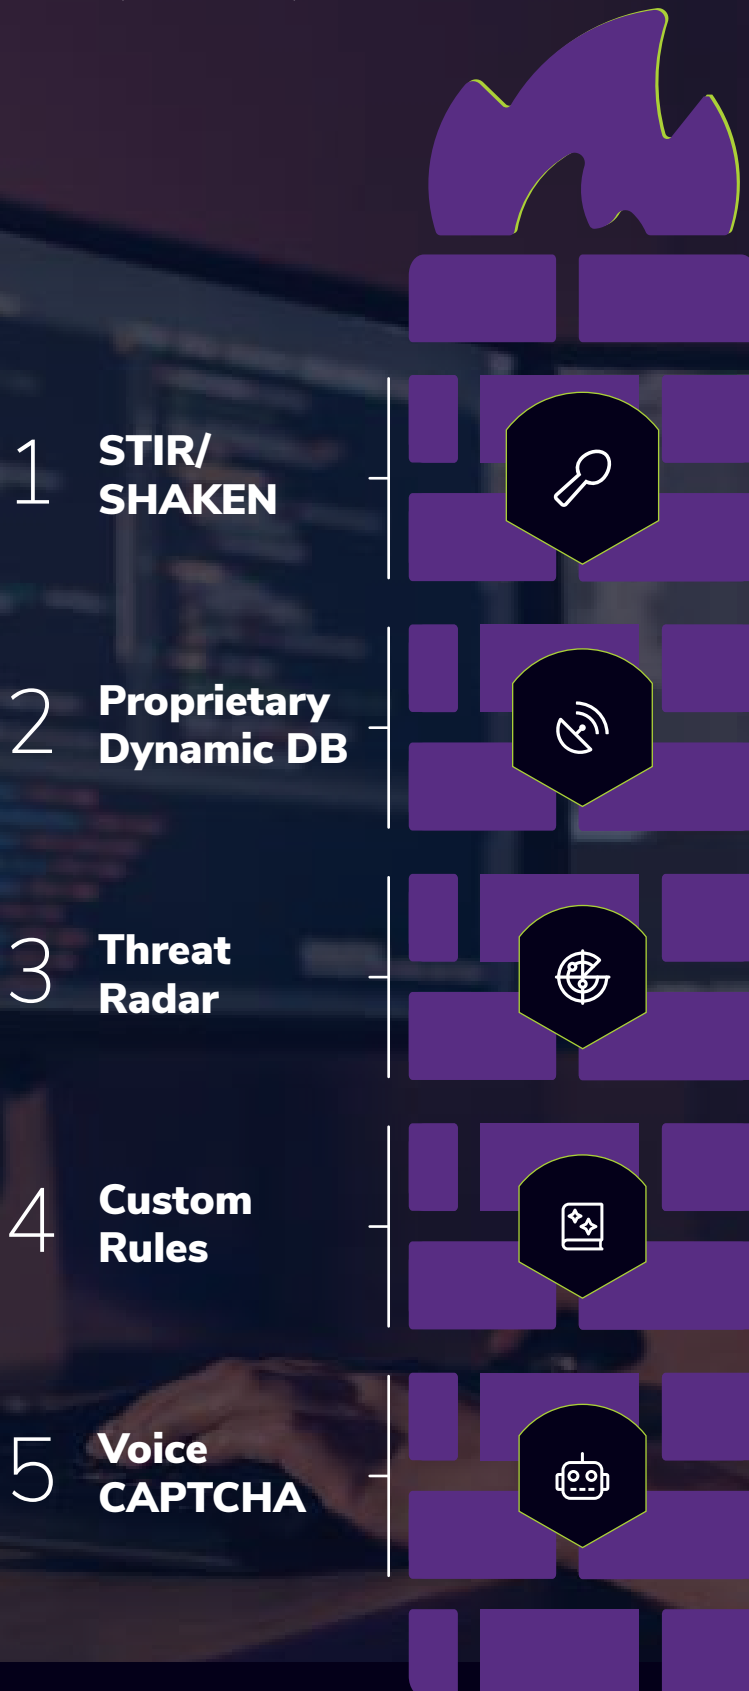 1
STIR/
SHAKEN
2
Proprietary
Dynamic DB
3
Threat
Radar
4
Custom
Rules
5
Voice
CAPTCHA